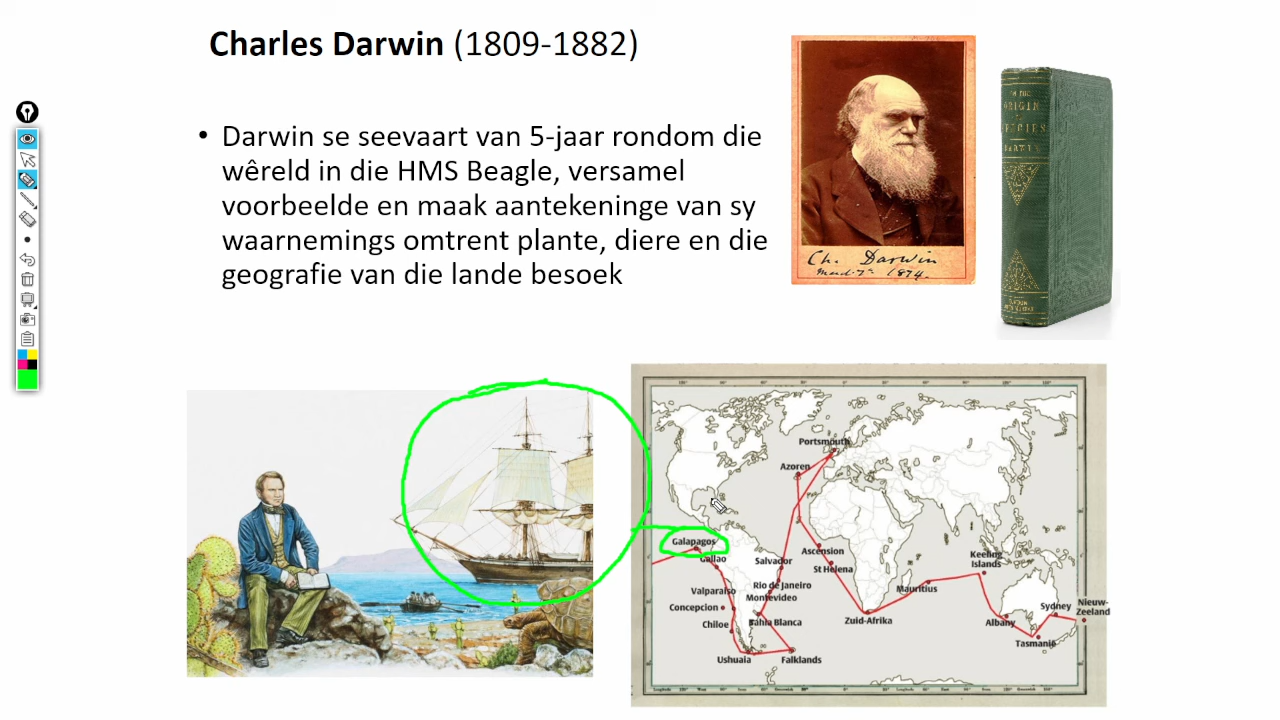 Charles Darwin (1809-1882)
• Darwin se seevaart van 5-jaar rondom die
wêreld in die HMS Beagle, versamel
voorbeelde en maak aantekeninge van sy
waarnemings omtrent plante, diere en die
geografie van die lande besoek
Ch. Darwin
1874.
ORIGIN
Portsmouth
Azoren
Galapagos
Callao
Salvador
Ascension
St Helena
Keeling
Islands
Valparaiso
Rio de Janeiro
Montevideo
Mauritius
Concepcion
Chiloe
Bahia Blanca
Zuid-Afrika
Albany
Sydney
Nieuw-
Zeeland
Tasmanië
Ushuaia
Falklands